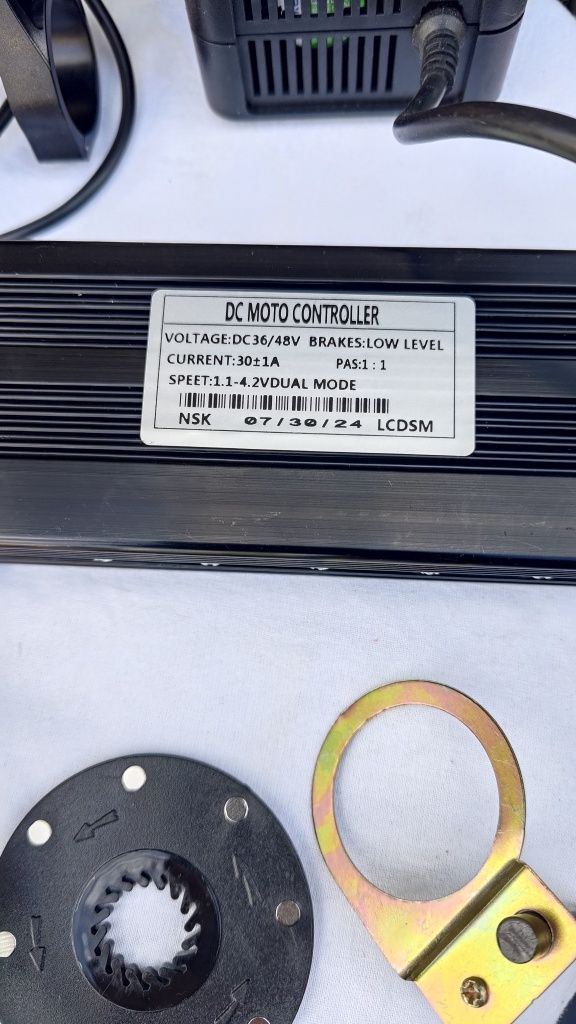 DC MOTO CONTROLLER
VOLTAGE:DC36/48V BRAKES:LOW LEVEL
CURRENT:30±1A PAS:1 : 1
SPEET:1.1-4.2VDUAL MODE
NSK 07/30/24 LCDSM